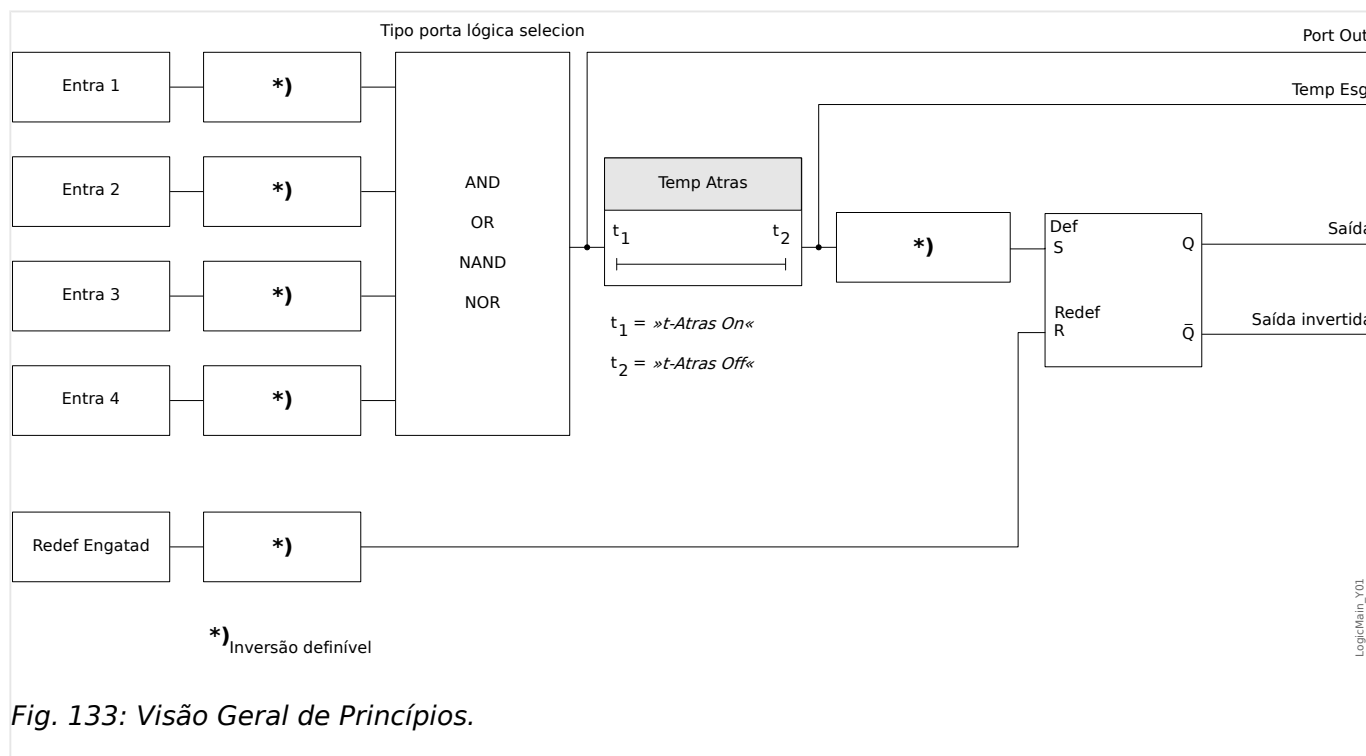 Tipo porta lógica selecion
Port Out
Entra 1
*)
Temp Esg
Entra 2
*)
AND
OR
NAND
NOR
Temp Atras
t1
t2
*)
Def
S
Q
Saída
Entra 3
*)
t1 = »t-Atras On«
t2 = »t-Atras Off«
Redef
R
Q̅
Saída invertida
Entra 4
*)
Redef Engatad
*)
*) Inversão definível
LogicMain_Y01
Fig. 133: Visão Geral de Princípios.